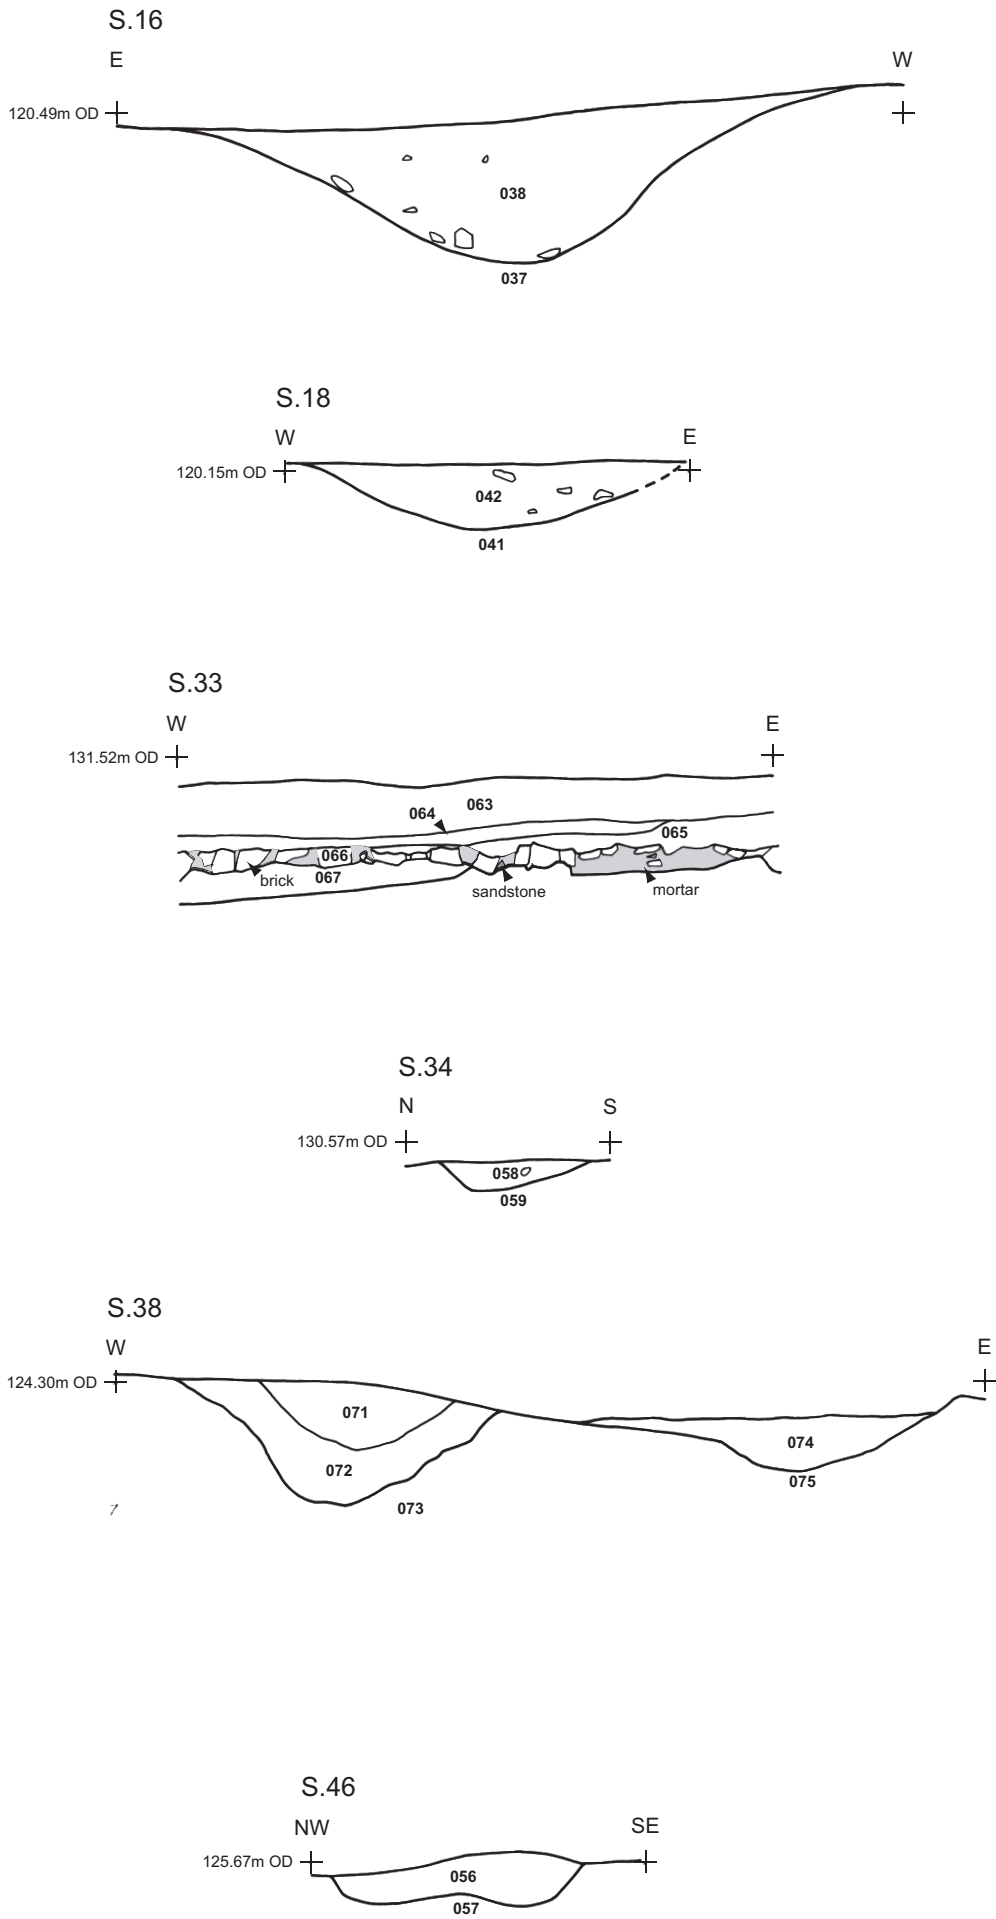 S.16
E W
120.49m OD
038
037
S.18
W E
120.15m OD
042
041
S.33
W E
131.52m OD
064 063
065
066
067 brick
sandstone mortar
S.34
N S
130.57m OD
058
059
S.38
W E
124.30m OD
071
074
072
075
073
S.46
NW SE
125.67m OD
056
057